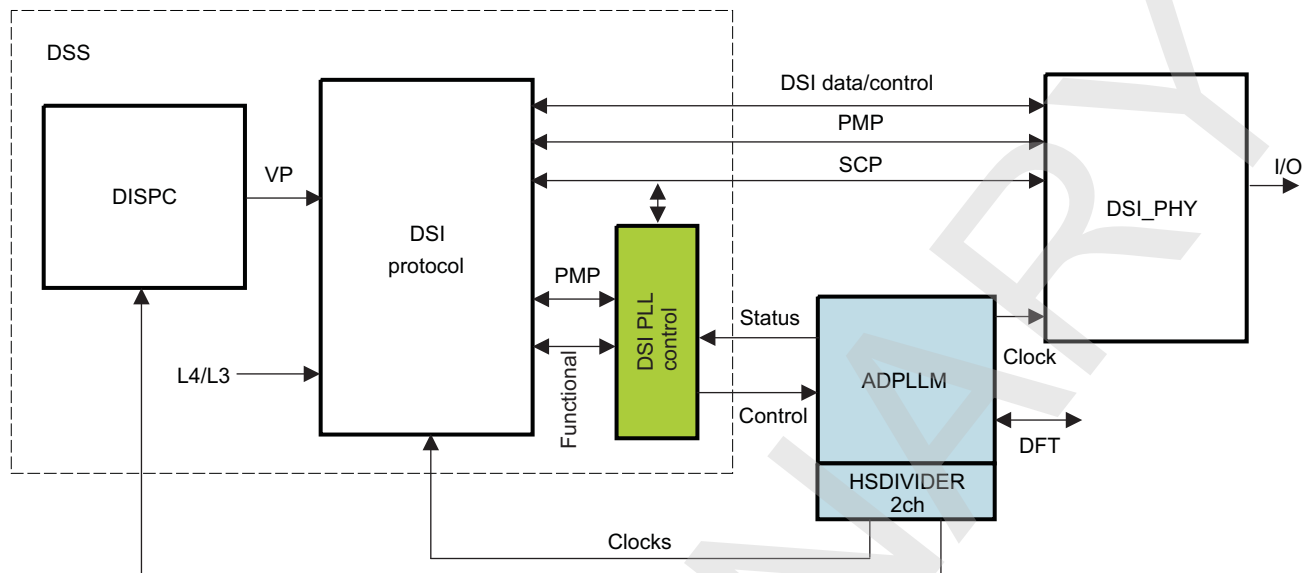 DSS
DSI data/control
PMP
SCP
I/O
VP
DISPC
DSI
protocol
DSI_PHY
PMP
DSI PLL
control
Status
Functional
L4/L3
Control
ADPLLM
Clock
DFT
HSDIVIDER
2ch
Clocks
NARY